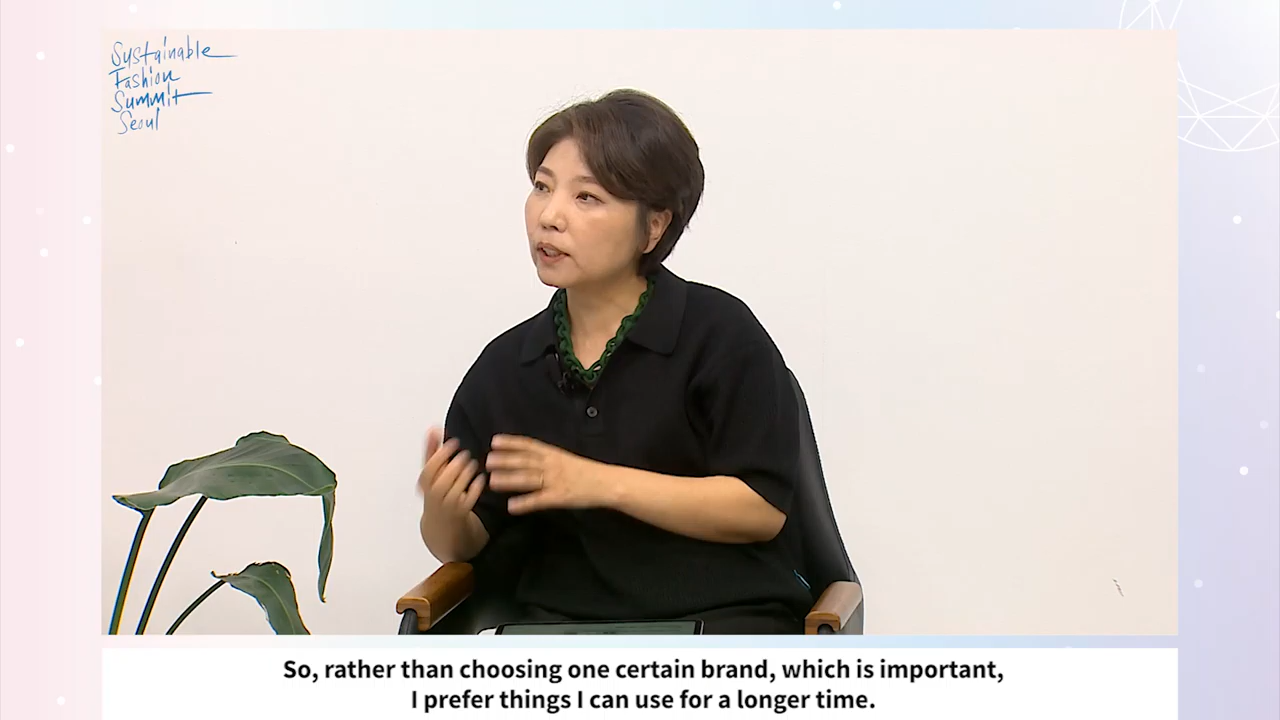 Sustainable
Fashion
Summit
Seoul
So, rather than choosing one certain brand, which is important,
I prefer things I can use for a longer time.